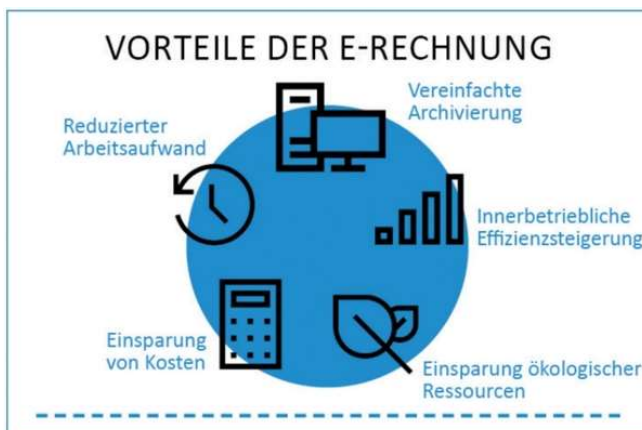 VORTEILE DER E-RECHNUNG
Vereinfachte
Archivierung
Reduzierter
Arbeitsaufwand
Innerbetriebliche
Effizienzsteigerung
Einsparung
von Kosten
Einsparung ökologischer
Ressourcen